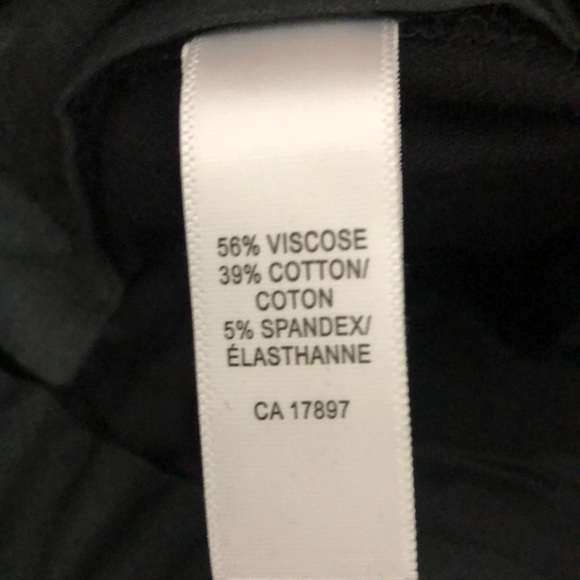 56% VISCOSE
39% COTTON/
COTON
5% SPANDEX/
ÉLASTHANNE
CA 17897